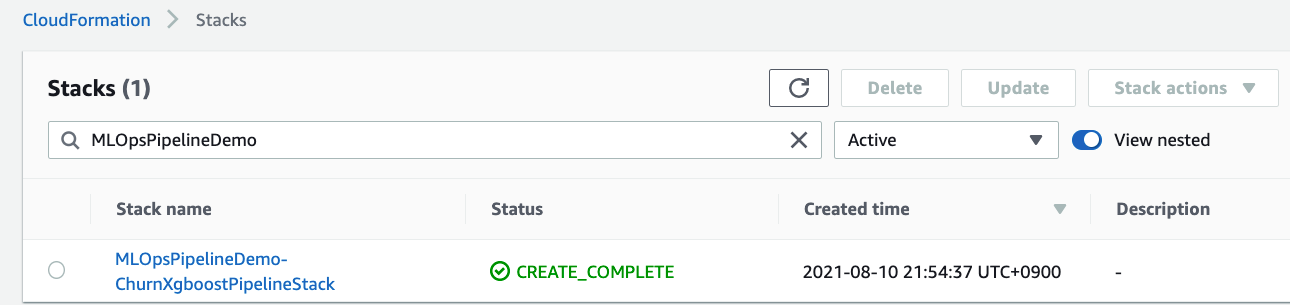 CloudFormation > Stacks
Stacks (1)
Delete
Update
Stack actions
MLOpsPipelineDemo
Active
View nested
Stack name
Status
Created time
Description
MLOpsPipelineDemo-
ChurnXgboostPipelineStack
CREATE_COMPLETE
2021-08-10 21:54:37 UTC+0900
-